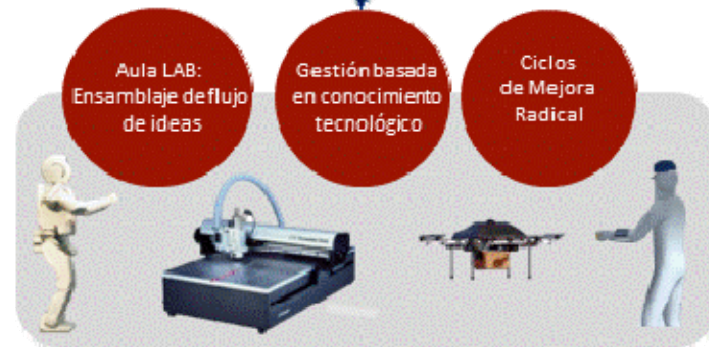 Aula LAB:
Ensamblaje de flujo
de ideas
Gestión basada
en conocimiento
tecnológico
Ciclos
de Mejora
Radical